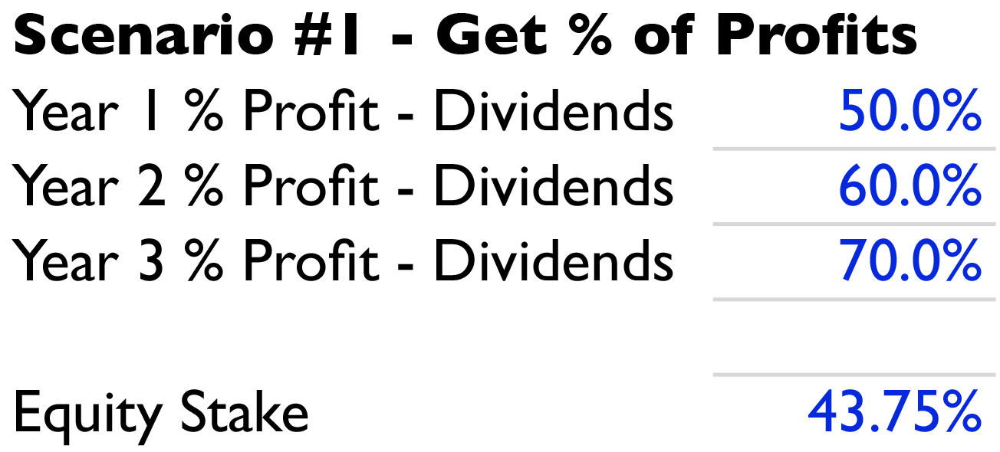 Scenario #1 - Get % of Profits
Year 1 % Profit - Dividends 50.0%
Year 2 % Profit - Dividends 60.0%
Year 3 % Profit - Dividends 70.0%
Equity Stake 43.75%